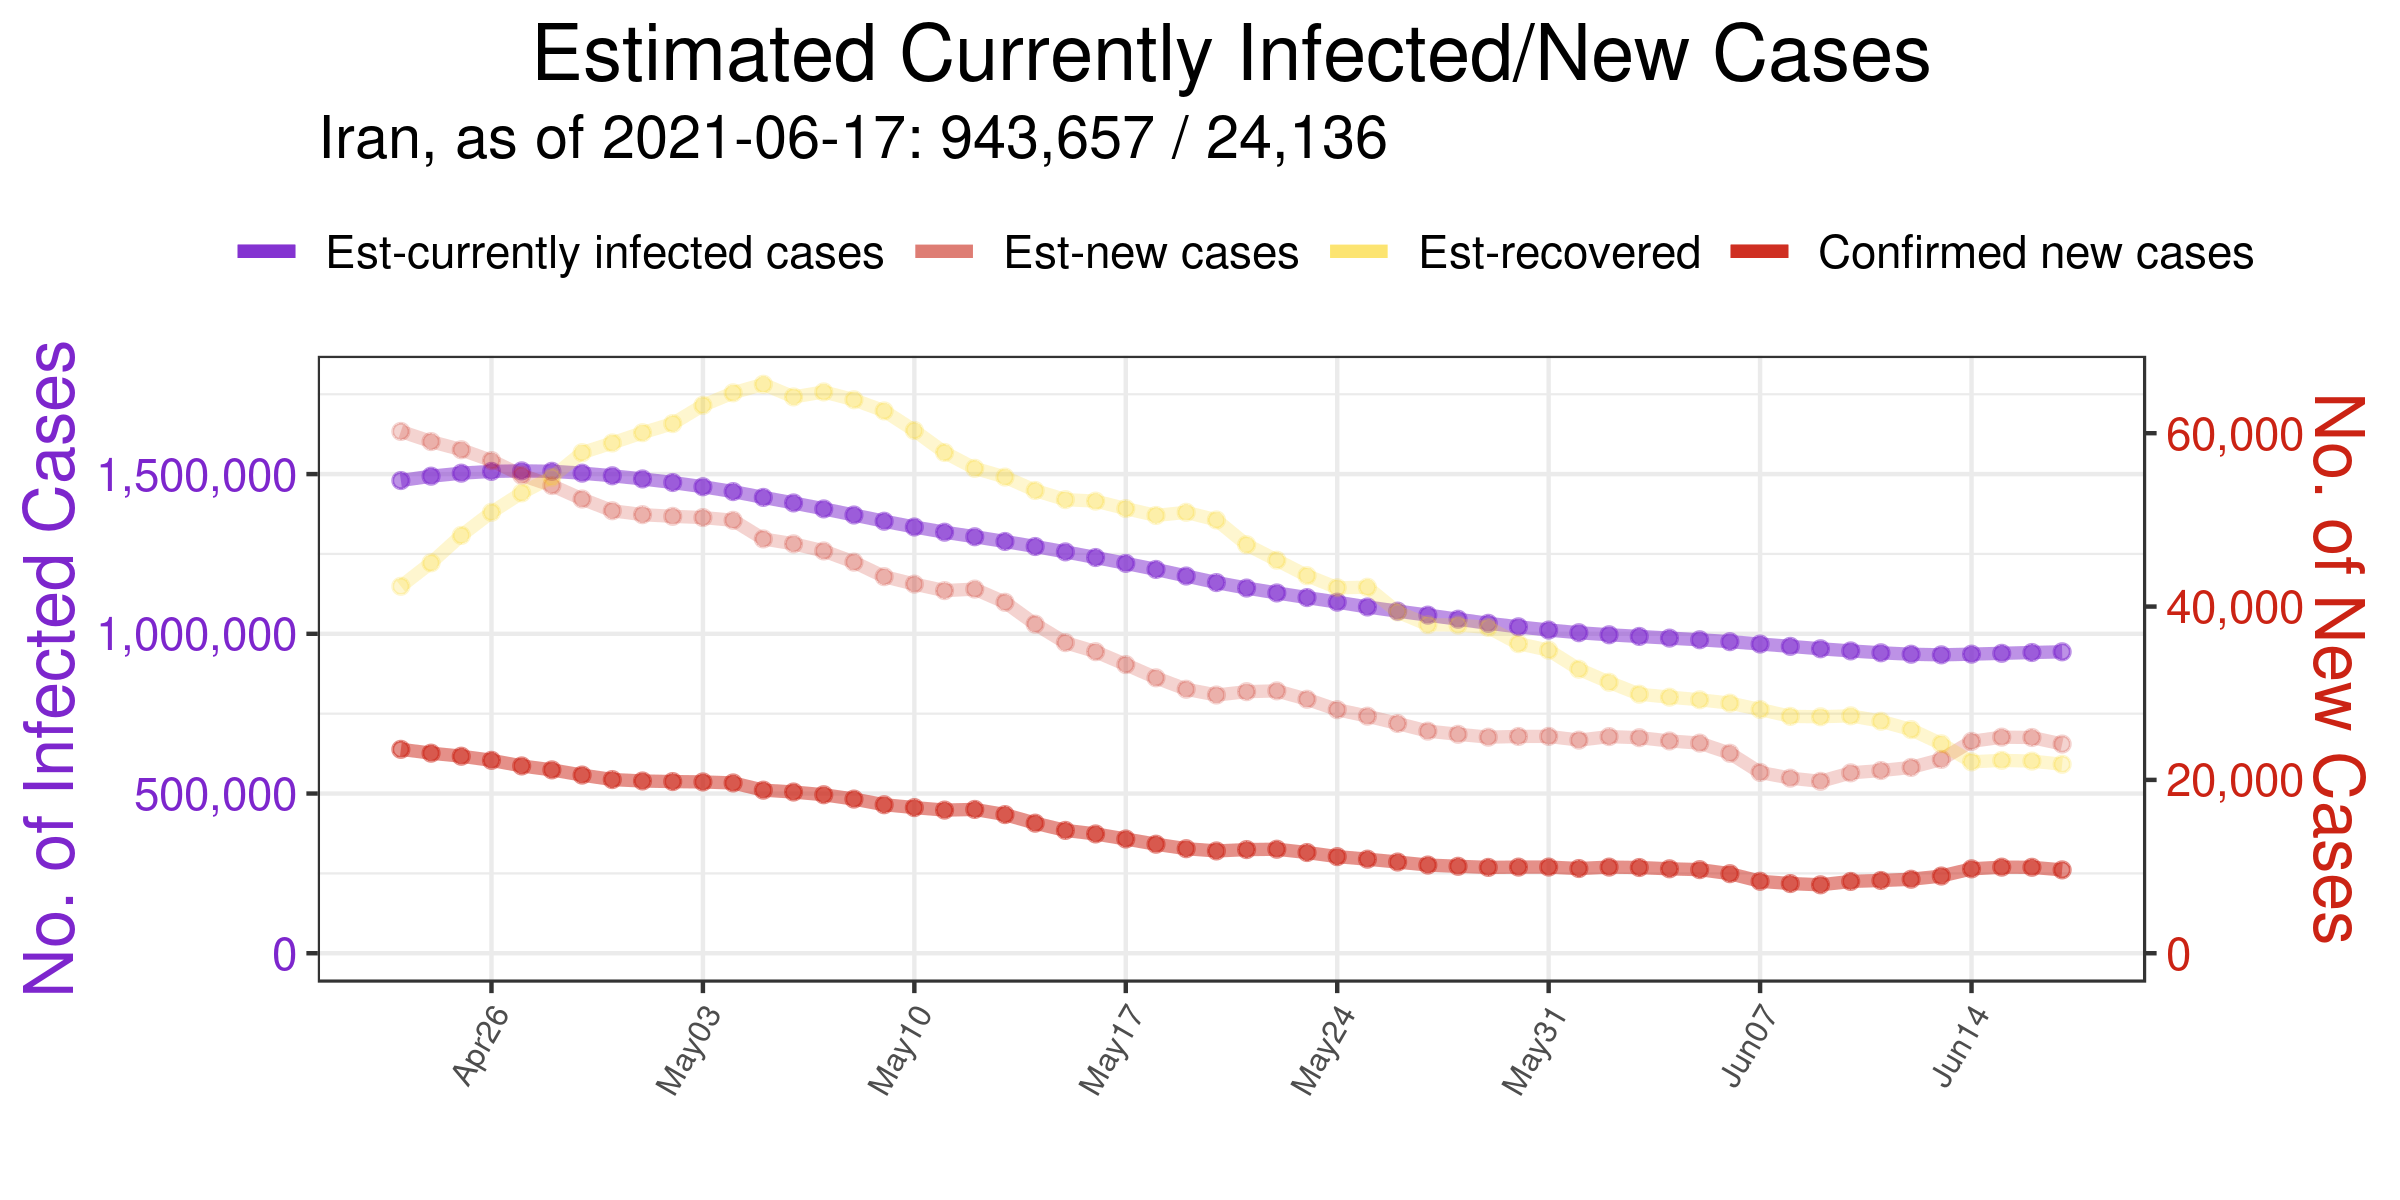 Estimated Currently Infected/New Cases
Iran, as of 2021-06-17: 943,657 / 24,136
Est-currently infected cases Est-new cases Est-recovered Confirmed new cases
No. of Infected Cases
1,500,000
1,000,000
500,000
0
60,000
40,000
20,000
0
No. of New Cases
Apr26 May03 May10 May17 May24 May31 Jun07 Jun14